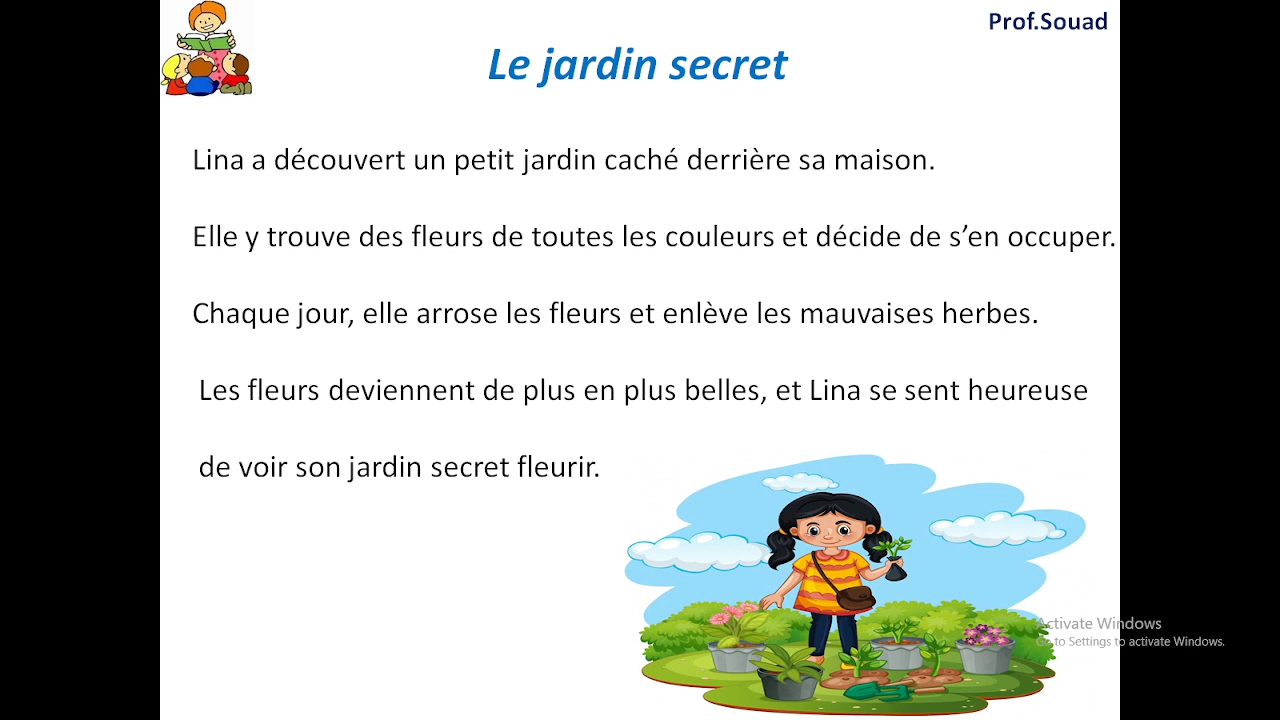 Prof.Souad
Le jardin secret
Lina a découvert un petit jardin caché derrière sa maison.
Elle y trouve des fleurs de toutes les couleurs et décide de s’en occuper.
Chaque jour, elle arrose les fleurs et enlève les mauvaises herbes.
Les fleurs deviennent de plus en plus belles, et Lina se sent heureuse
de voir son jardin secret fleurir.
Activate Windows
Go to Settings to activate Windows.